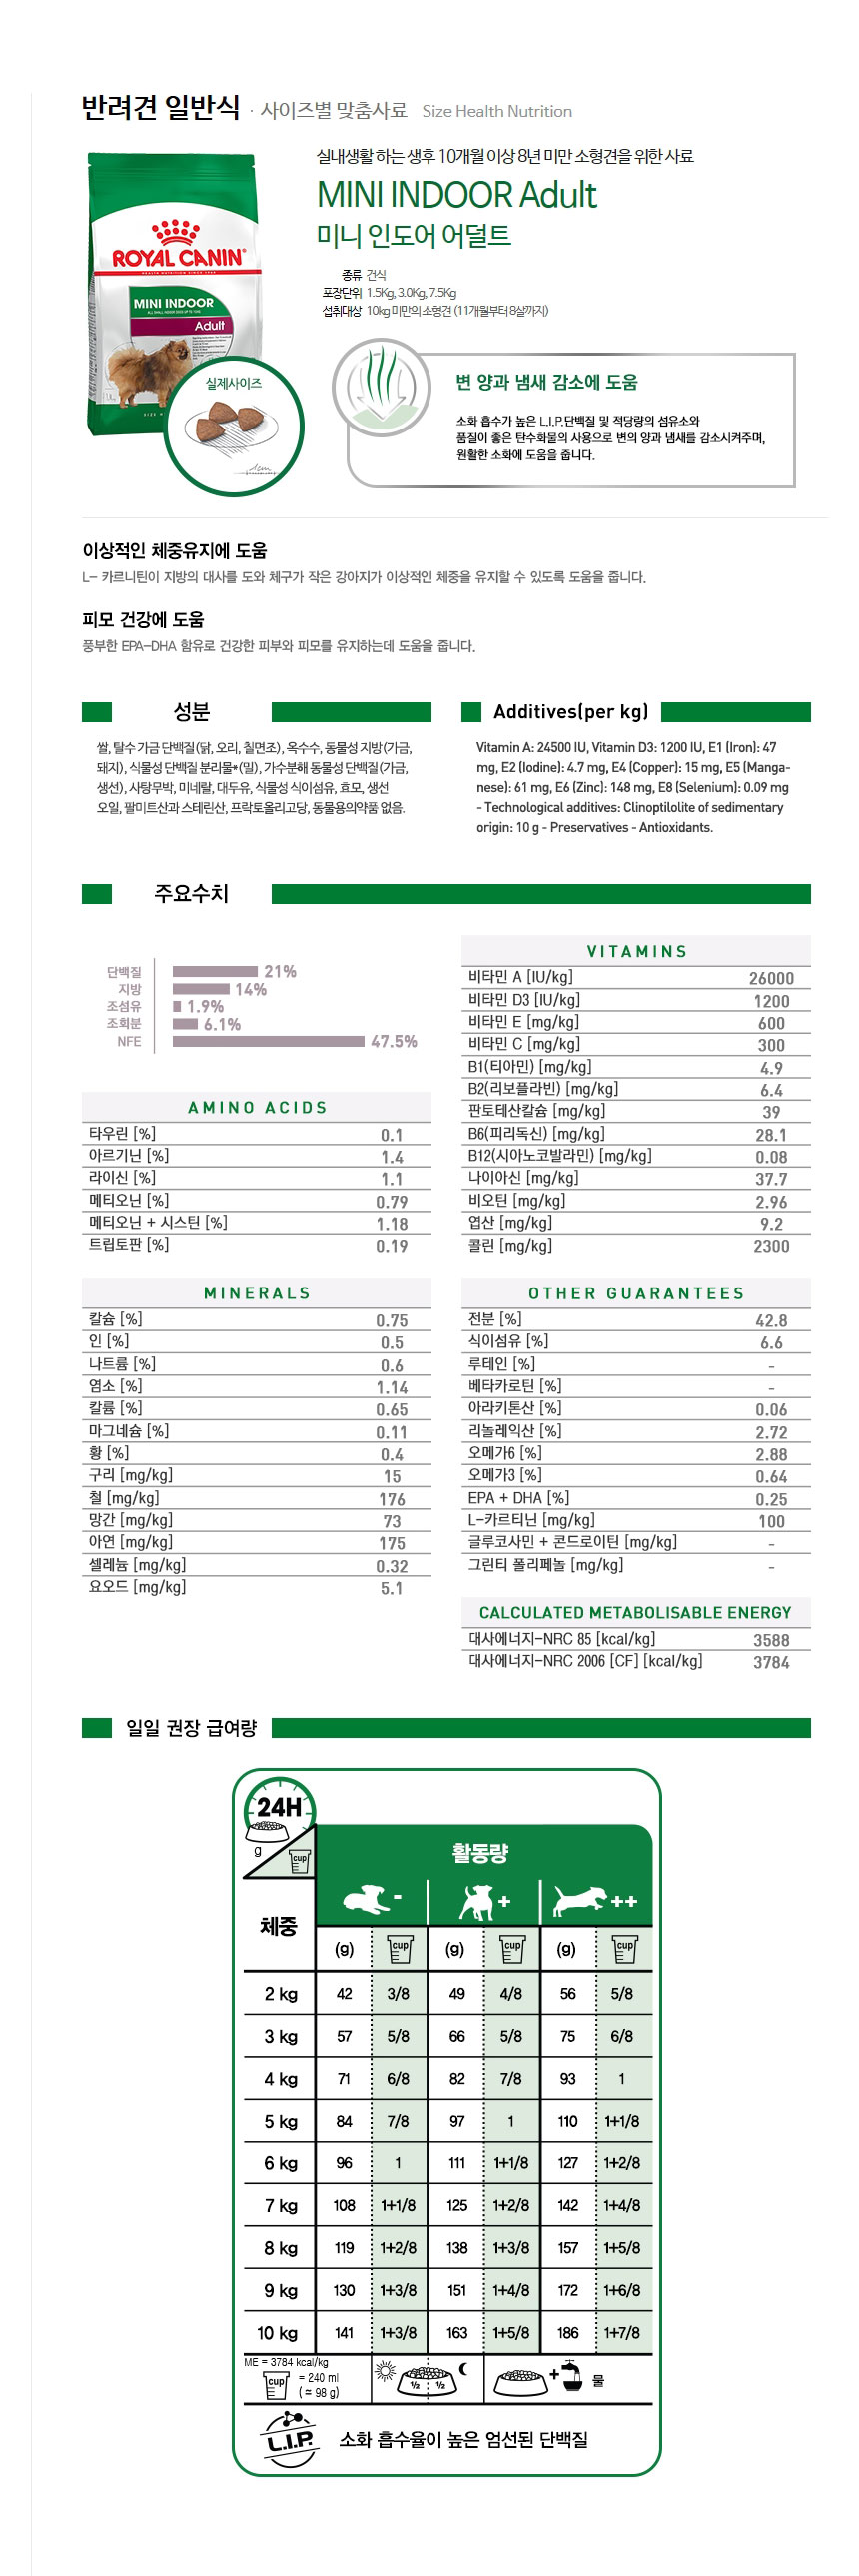 반려견 일반식 · 사이즈별 맞춤사료 Size Health Nutrition
실내생활 하는 생후 10개월 이상 8년 미만 소형견을 위한 사료
MINI INDOOR Adult
미니 인도어 어덜트
종류 건식
포장단위 1.5Kg, 3.0Kg, 7.5Kg
섭취대상 10kg 미만의 소형견 (11개월부터 8살까지)
ROYAL CANIN
MINI INDOOR
Adult
실제사이즈
변 양과 냄새 감소에 도움
소화 흡수가 높은 L.I.P.단백질 및 적당량의 섬유소와
품질이 좋은 탄수화물의 사용으로 변의 양과 냄새를 감소시켜주며,
원활한 소화에 도움을 줍니다.
이상적인 체중유지에 도움
L- 카르니틴이 지방의 대사를 도와 체구가 작은 강아지가 이상적인 체중을 유지할 수 있도록 도움을 줍니다.
피모 건강에 도움
풍부한 EPA-DHA 함유로 건강한 피부와 피모를 유지하는데 도움을 줍니다.
성분
쌀, 탈수 가금 단백질(닭, 오리, 칠면조), 옥수수, 동물성 지방(가금,
돼지), 식물성 단백질 분리물*(밀), 가수분해 동물성 단백질(가금,
생선), 사탕무박, 미네랄, 대두유, 식물성 식이섬유, 효모, 생선
오일, 팔미트산과 스테린산, 프락토올리고당, 동물용의약품 없음.
Additives(per kg)
Vitamin A: 24500 IU, Vitamin D3: 1200 IU, E1 (Iron): 47
mg, E2 (Iodine): 4.7 mg, E4 (Copper): 15 mg, E5 (Manga-
nese): 61 mg, E6 (Zinc): 148 mg, E8 (Selenium): 0.09 mg
- Technological additives: Clinoptilolite of sedimentary
origin: 10 g - Preservatives - Antioxidants.
주요수치
단백질 21%
지방 14%
조섬유 1.9%
조회분 6.1%
NFE 47.5%
AMINO ACIDS
타우린 [%] 0.1
아르기닌 [%] 1.4
라이신 [%] 1.1
메티오닌 [%] 0.79
메티오닌 + 시스틴 [%] 1.18
트립토판 [%] 0.19
MINERALS
칼슘 [%] 0.75
인 [%] 0.5
나트륨 [%] 0.6
염소 [%] 1.14
칼륨 [%] 0.65
마그네슘 [%] 0.11
황 [%] 0.4
구리 [mg/kg] 15
철 [mg/kg] 176
망간 [mg/kg] 73
아연 [mg/kg] 175
셀레늄 [mg/kg] 0.32
요오드 [mg/kg] 5.1
VITAMINS
비타민 A [IU/kg] 26000
비타민 D3 [IU/kg] 1200
비타민 E [mg/kg] 600
비타민 C [mg/kg] 300
B1(티아민) [mg/kg] 4.9
B2(리보플라빈) [mg/kg] 6.4
판토테산칼슘 [mg/kg] 39
B6(피리독신) [mg/kg] 28.1
B12(시아노코발라민) [mg/kg] 0.08
나이아신 [mg/kg] 37.7
비오틴 [mg/kg] 2.96
엽산 [mg/kg] 9.2
콜린 [mg/kg] 2300
OTHER GUARANTEES
전분 [%] 42.8
식이섬유 [%] 6.6
루테인 [%] -
베타카로틴 [%] -
아라키톤산 [%] 0.06
리놀레익산 [%] 2.72
오메가6 [%] 2.88
오메가3 [%] 0.64
EPA + DHA [%] 0.25
L-카르티닌 [mg/kg] 100
글루코사민 + 콘드로이틴 [mg/kg] -
그린티 폴리페놀 [mg/kg] -
CALCULATED METABOLISABLE ENERGY
대사에너지-NRC 85 [kcal/kg] 3588
대사에너지-NRC 2006 [CF] [kcal/kg] 3784
일일 권장 급여량
24H
g cup
활동량
- + ++
체중
(g) cup (g) cup (g) cup
2 kg 42 3/8 49 4/8 56 5/8
3 kg 57 5/8 66 5/8 75 6/8
4 kg 71 6/8 82 7/8 93 1
5 kg 84 7/8 97 1 110 1+1/8
6 kg 96 1 111 1+1/8 127 1+2/8
7 kg 108 1+1/8 125 1+2/8 142 1+4/8
8 kg 119 1+2/8 138 1+3/8 157 1+5/8
9 kg 130 1+3/8 151 1+4/8 172 1+6/8
10 kg 141 1+3/8 163 1+5/8 186 1+7/8
ME = 3784 kcal/kg
cup = 240 ml
(≃ 98 g)
½ ½
+ 물
L.I.P. 소화 흡수율이 높은 엄선된 단백질